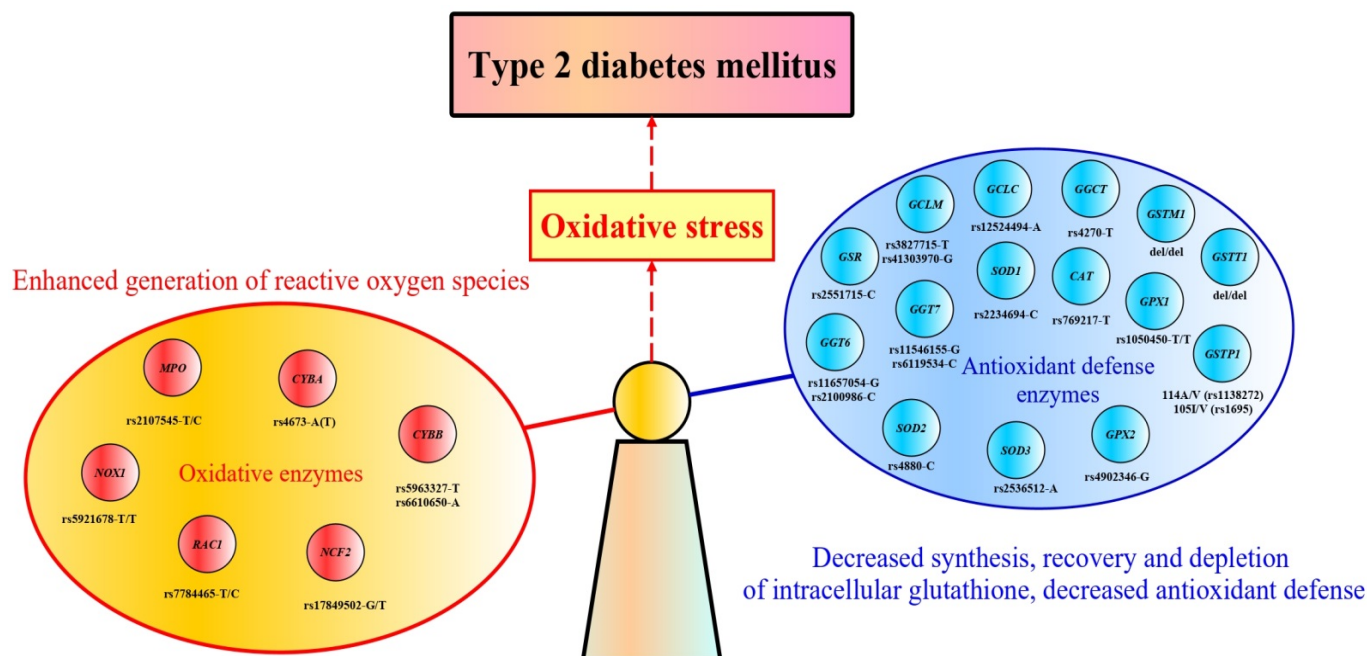 Type 2 diabetes mellitus
Oxidative stress
Enhanced generation of reactive oxygen species
MPO
rs2107545-T/C
CYBA
rs4673-A(T)
CYBB
rs5963327-T
rs6610650-A
NOX1
rs5921678-T/T
Oxidative enzymes
RAC1
rs7784465-T/C
NCF2
rs17849502-G/T
GCLM
rs3827715-T
rs41303970-G
GCLC
rs12524494-A
GGCT
rs4270-T
GSTM1
del/del
GSTT1
del/del
GSR
rs2551715-C
GGT7
rs11546155-G
rs6119534-C
SOD1
rs2234694-C
CAT
rs769217-T
GPX1
rs1050450-T/T
GGT6
rs11657054-G
rs2100986-C
GSTP1
114A/V (rs1138272)
105I/V (rs1695)
Antioxidant defense
enzymes
SOD2
rs4880-C
SOD3
rs2536512-A
GPX2
rs4902346-G
Decreased synthesis, recovery and depletion
of intracellular glutathione, decreased antioxidant defense